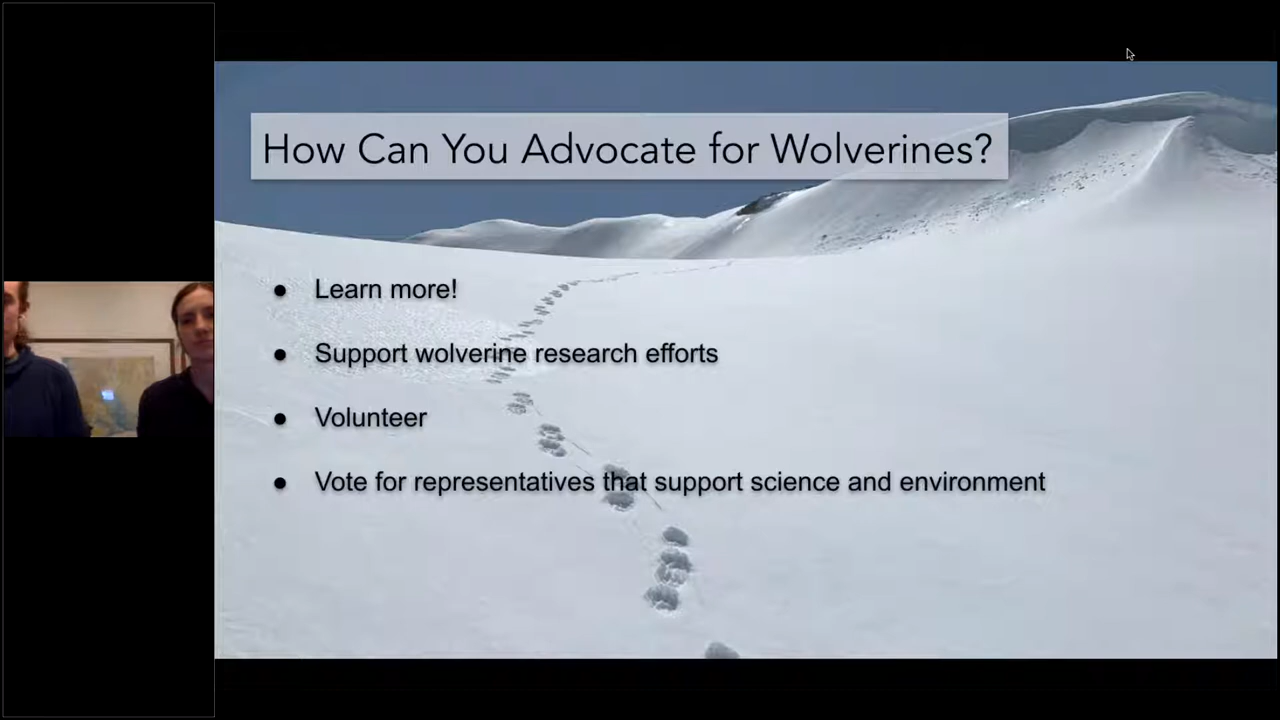 How Can You Advocate for Wolverines?
● Learn more!
● Support wolverine research efforts
● Volunteer
● Vote for representatives that support science and environment